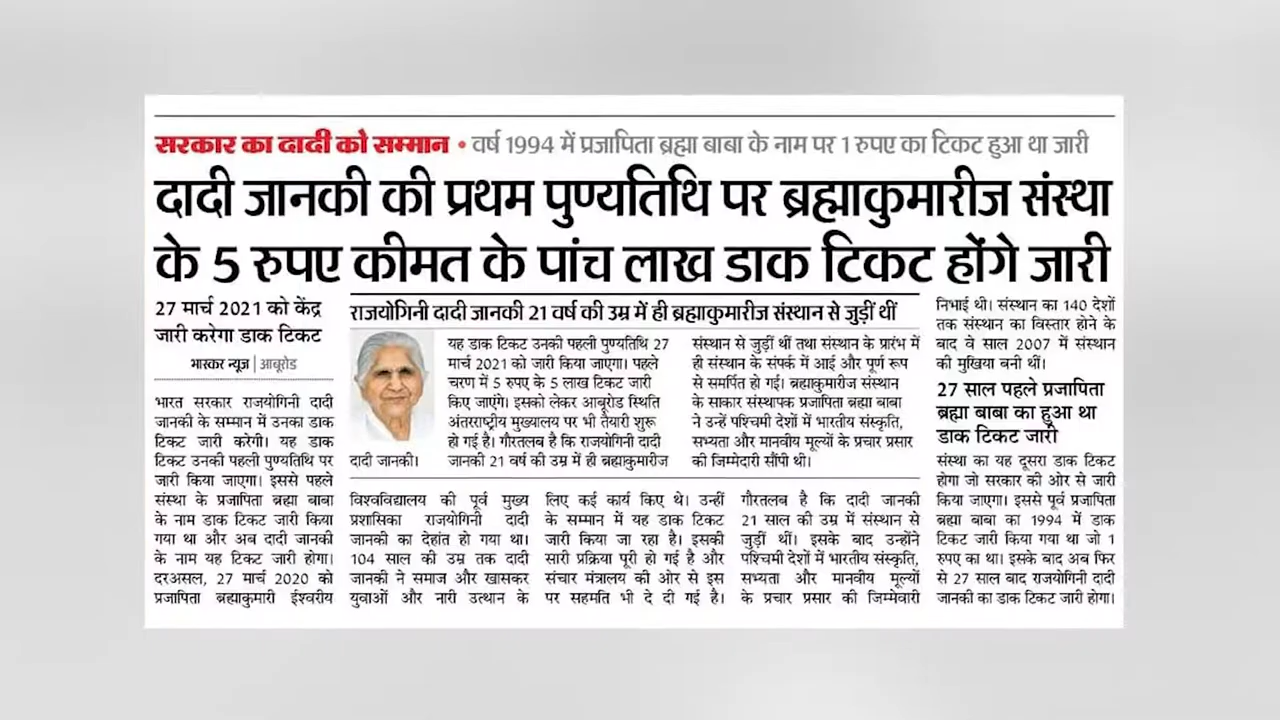 सरकार का दादी को सम्मान • वर्ष 1994 में प्रजापिता ब्रह्मा बाबा के नाम पर 1 रुपए का टिकट हुआ था जारी
दादी जानकी की प्रथम पुण्यतिथि पर ब्रह्माकुमारीज संस्था
के 5 रुपए कीमत के पांच लाख डाक टिकट होंगे जारी
27 मार्च 2021 को केंद्र
जारी करेगा डाक टिकट
भास्कर न्यूज | आबूरोड
भारत सरकार राजयोगिनी दादी
जानकी के सम्मान में उनका डाक
टिकट जारी करेगी। यह डाक
टिकट उनकी पहली पुण्यतिथि पर
जारी किया जाएगा। इससे पहले
संस्था के प्रजापिता ब्रह्मा बाबा
के नाम डाक टिकट जारी किया
गया था और अब दादी जानकी
के नाम यह टिकट जारी होगा।
दरअसल, 27 मार्च 2020 को
प्रजापिता ब्रह्माकुमारी ईश्वरीय
राजयोगिनी दादी जानकी 21 वर्ष की उम्र में ही ब्रह्माकुमारीज संस्थान से जुड़ीं थीं
दादी जानकी।
यह डाक टिकट उनकी पहली पुण्यतिथि 27
मार्च 2021 को जारी किया जाएगा। पहले
चरण में 5 रुपए के 5 लाख टिकट जारी
किए जाएंगे। इसको लेकर आबूरोड स्थिति
अंतरराष्ट्रीय मुख्यालय पर भी तैयारी शुरू
हो गई है। गौरतलब है कि राजयोगिनी दादी
जानकी 21 वर्ष की उम्र में ही ब्रह्माकुमारीज
संस्थान से जुड़ीं थीं तथा संस्थान के प्रारंभ में
ही संस्थान के संपर्क में आई और पूर्ण रूप
से समर्पित हो गई। ब्रह्माकुमारीज संस्थान
के साकार संस्थापक प्रजापिता ब्रह्मा बाबा
ने उन्हें पश्चिमी देशों में भारतीय संस्कृति,
सभ्यता और मानवीय मूल्यों के प्रचार प्रसार
की जिम्मेदारी सौंपी थी।
विश्वविद्यालय की पूर्व मुख्य
प्रशासिका राजयोगिनी दादी
जानकी का देहांत हो गया था।
104 साल की उम्र तक दादी
जानकी ने समाज और खासकर
युवाओं और नारी उत्थान के
लिए कई कार्य किए थे। उन्हीं
के सम्मान में यह डाक टिकट
जारी किया जा रहा है। इसकी
सारी प्रक्रिया पूरी हो गई है और
संचार मंत्रालय की ओर से इस
पर सहमति भी दे दी गई है।
गौरतलब है कि दादी जानकी
21 साल की उम्र में संस्थान से
जुड़ीं थीं। इसके बाद उन्होंने
पश्चिमी देशों में भारतीय संस्कृति,
सभ्यता और मानवीय मूल्यों
के प्रचार प्रसार की जिम्मेवारी
निभाई थी। संस्थान का 140 देशों
तक संस्थान का विस्तार होने के
बाद वे साल 2007 में संस्थान
की मुखिया बनी थीं।
27 साल पहले प्रजापिता
ब्रह्मा बाबा का हुआ था
डाक टिकट जारी
संस्था का यह दूसरा डाक टिकट
होगा जो सरकार की ओर से जारी
किया जाएगा। इससे पूर्व प्रजापिता
ब्रह्मा बाबा का 1994 में डाक
टिकट जारी किया गया था जो 1
रुपए का था। इसके बाद अब फिर
से 27 साल बाद राजयोगिनी दादी
जानकी का डाक टिकट जारी होगा।